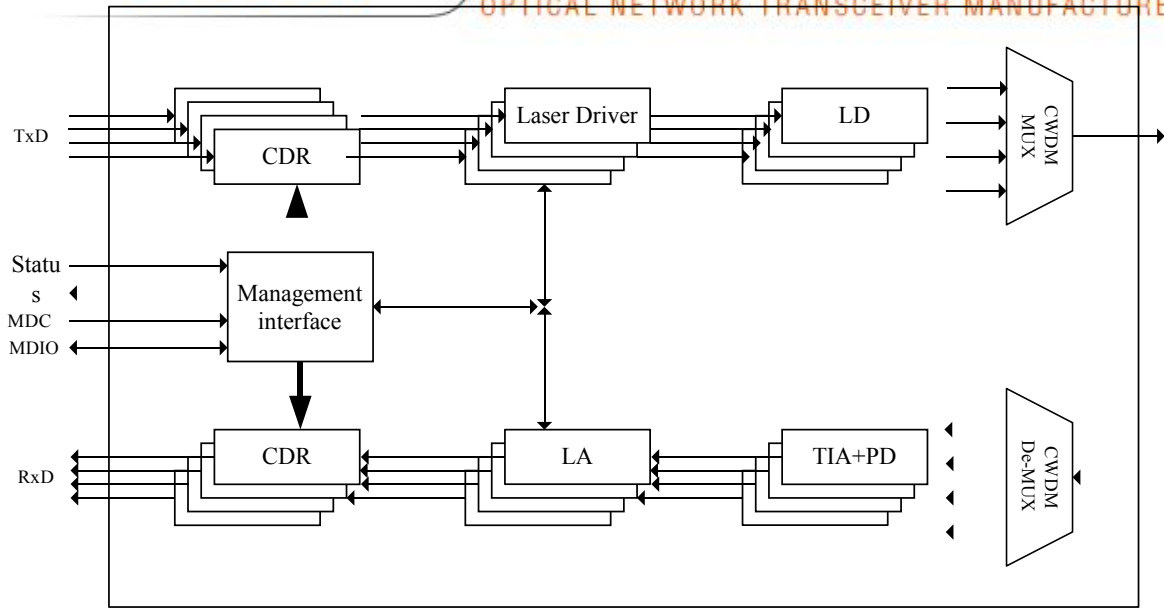 OPTICAL NETWORK TRANSCEIVER MANUFACTURE
TxD
CDR
Laser Driver
LD
CWDM
MUX
Statu
s
MDC
MDIO
Management
interface
RxD
CDR
LA
TIA+PD
CWDM
De-MUX